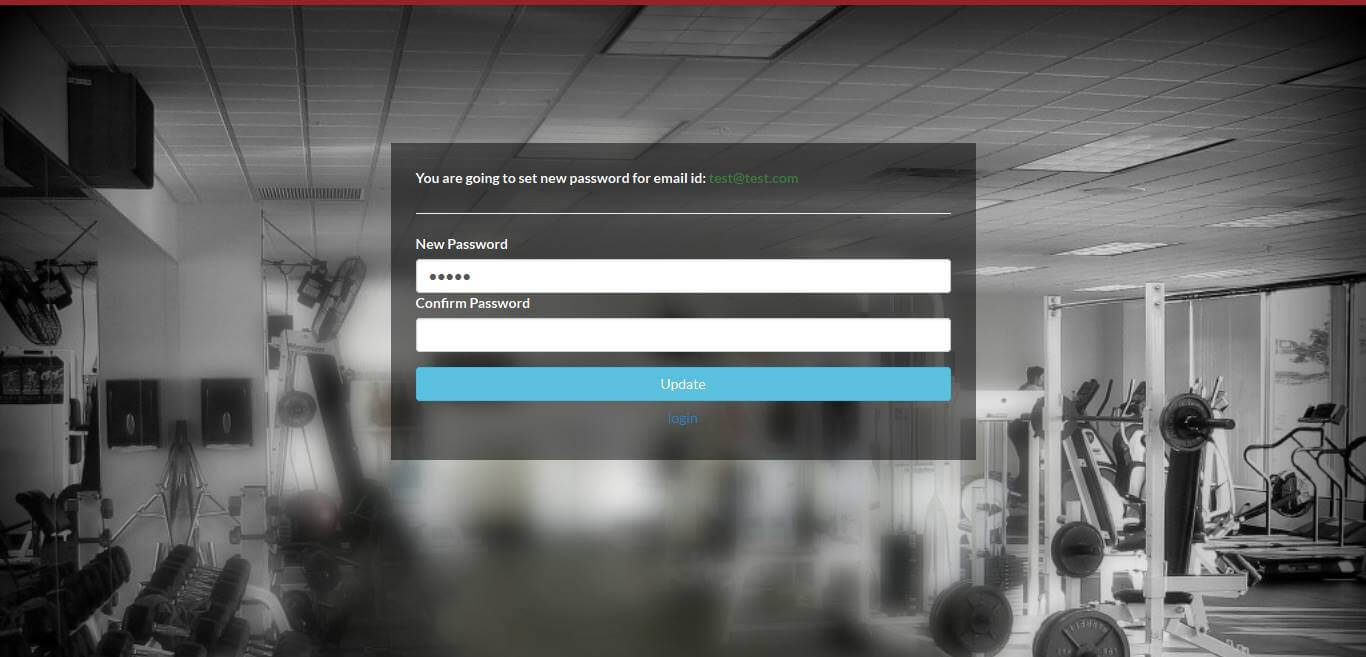 You are going to set new password for email id: test@test.com
New Password
●●●●●
Confirm Password
Update
login